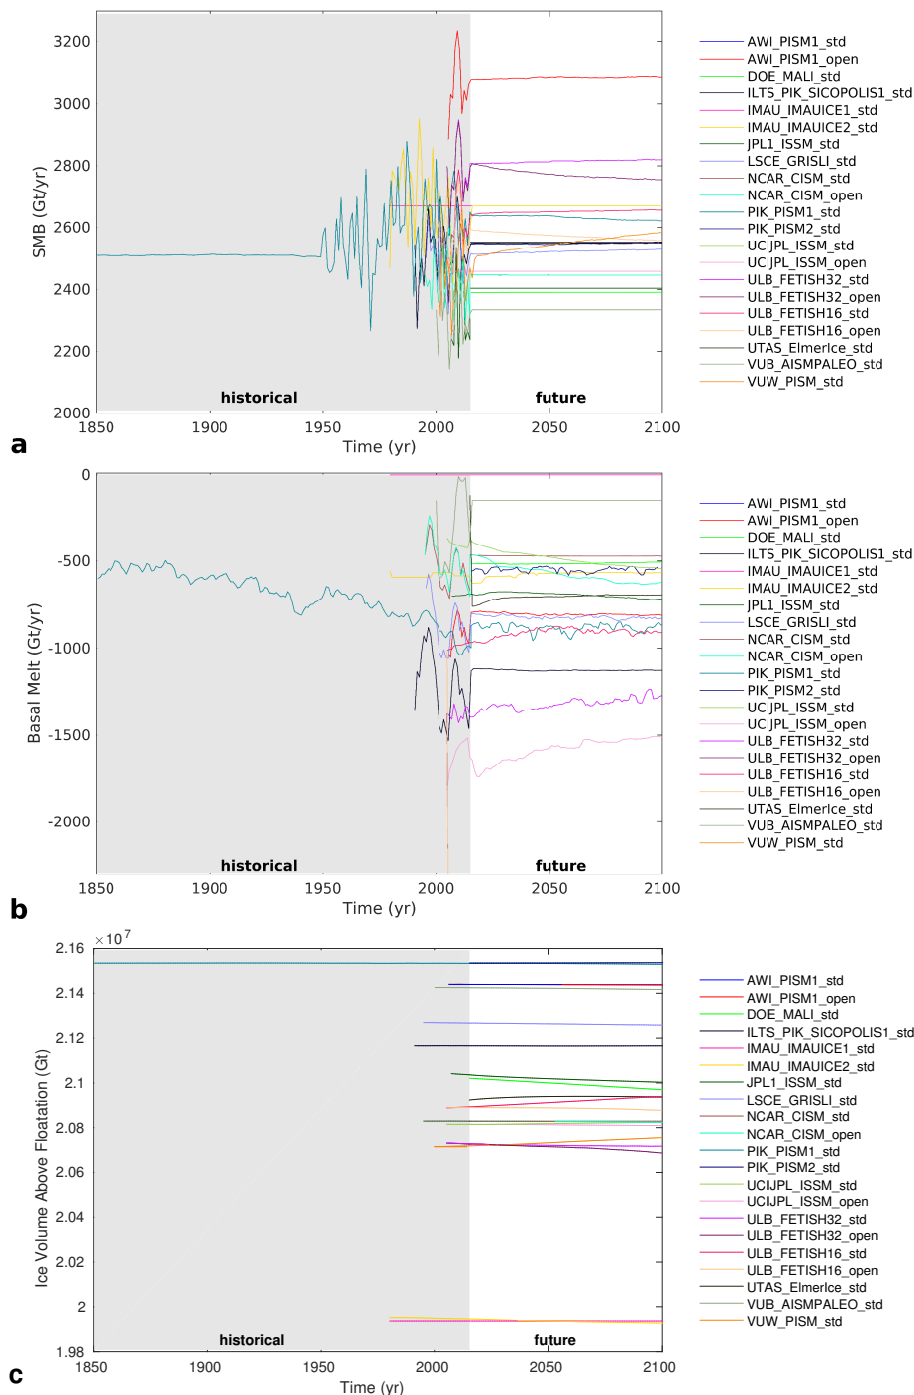 SMB (Gt/yr)
3200
3000
2800
2600
2400
2200
2000
historical
future
1850
1900
1950
2000
2050
2100
Time (yr)
a
AWI_PISM1_std
AWI_PISM1_open
DOE_MALI_std
ILTS_PIK_SICOPOLIS1_std
IMAU_IMAUICE1_std
IMAU_IMAUICE2_std
JPL1_ISSM_std
LSCE_GRISLI_std
NCAR_CISM_std
NCAR_CISM_open
PIK_PISM1_std
PIK_PISM2_std
UCIJPL_ISSM_std
UCIJPL_ISSM_open
ULB_FETISH32_std
ULB_FETISH32_open
ULB_FETISH16_std
ULB_FETISH16_open
UTAS_ElmerIce_std
VUB_AISMPALEO_std
VUW_PISM_std
Basal Melt (Gt/yr)
0
-500
-1000
-1500
-2000
historical
future
1850
1900
1950
2000
2050
2100
Time (yr)
b
AWI_PISM1_std
AWI_PISM1_open
DOE_MALI_std
ILTS_PIK_SICOPOLIS1_std
IMAU_IMAUICE1_std
IMAU_IMAUICE2_std
JPL1_ISSM_std
LSCE_GRISLI_std
NCAR_CISM_std
NCAR_CISM_open
PIK_PISM1_std
PIK_PISM2_std
UCIJPL_ISSM_std
UCIJPL_ISSM_open
ULB_FETISH32_std
ULB_FETISH32_open
ULB_FETISH16_std
ULB_FETISH16_open
UTAS_ElmerIce_std
VUB_AISMPALEO_std
VUW_PISM_std
×10⁷
Ice Volume Above Floatation (Gt)
2.16
2.14
2.12
2.1
2.08
2.06
2.04
2.02
2
1.98
historical
future
1850
1900
1950
2000
2050
2100
Time (yr)
c
AWI_PISM1_std
AWI_PISM1_open
DOE_MALI_std
ILTS_PIK_SICOPOLIS1_std
IMAU_IMAUICE1_std
IMAU_IMAUICE2_std
JPL1_ISSM_std
LSCE_GRISLI_std
NCAR_CISM_std
NCAR_CISM_open
PIK_PISM1_std
PIK_PISM2_std
UCIJPL_ISSM_std
UCIJPL_ISSM_open
ULB_FETISH32_std
ULB_FETISH32_open
ULB_FETISH16_std
ULB_FETISH16_open
UTAS_ElmerIce_std
VUB_AISMPALEO_std
VUW_PISM_std